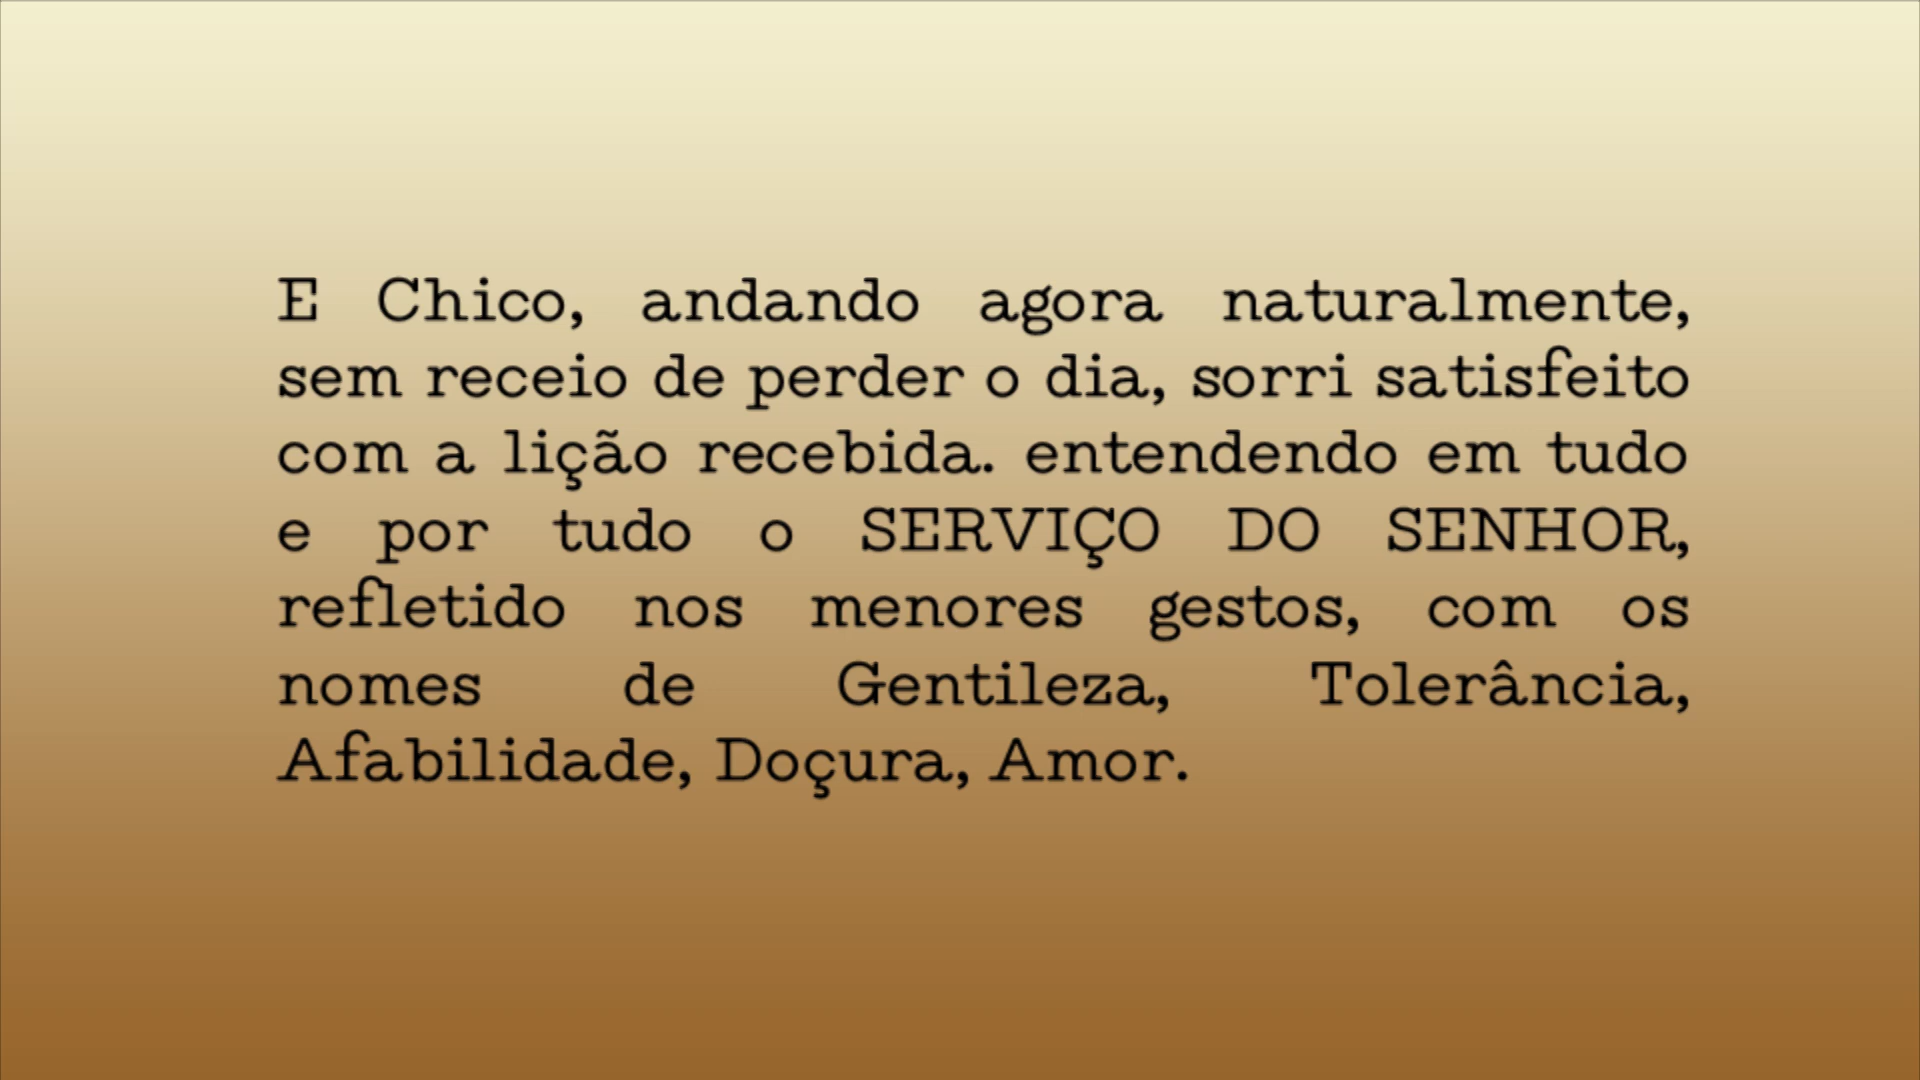 E Chico, andando agora naturalmente,
sem receio de perder o dia, sorri satisfeito
com a lição recebida. entendendo em tudo
e por tudo o SERVIÇO DO SENHOR,
refletido nos menores gestos, com os
nomes de Gentileza, Tolerância,
Afabilidade, Doçura, Amor.